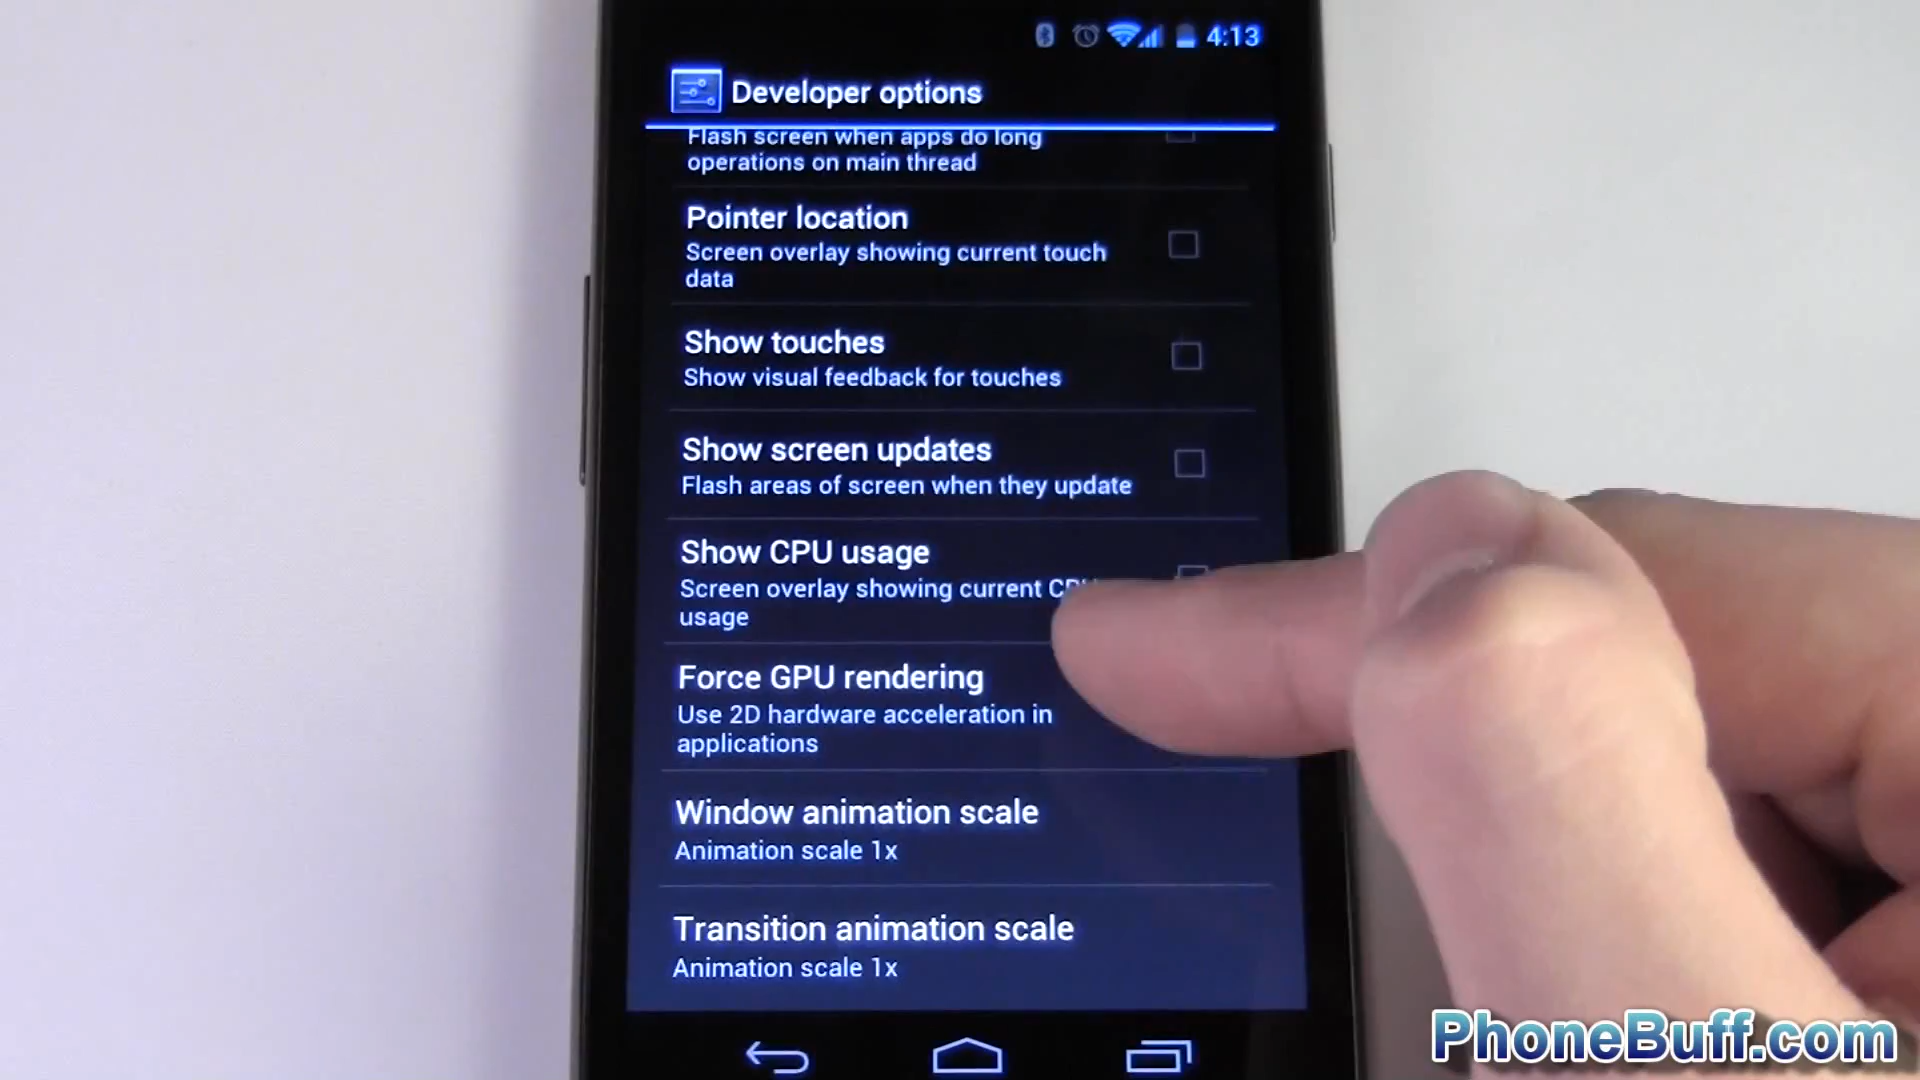 4:13
Developer options
Flash screen when apps do long
operations on main thread
Pointer location
Screen overlay showing current touch
data
Show touches
Show visual feedback for touches
Show screen updates
Flash areas of screen when they update
Show CPU usage
Screen overlay showing current CPU
usage
Force GPU rendering
Use 2D hardware acceleration in
applications
Window animation scale
Animation scale 1x
Transition animation scale
Animation scale 1x
PhoneBuff.com